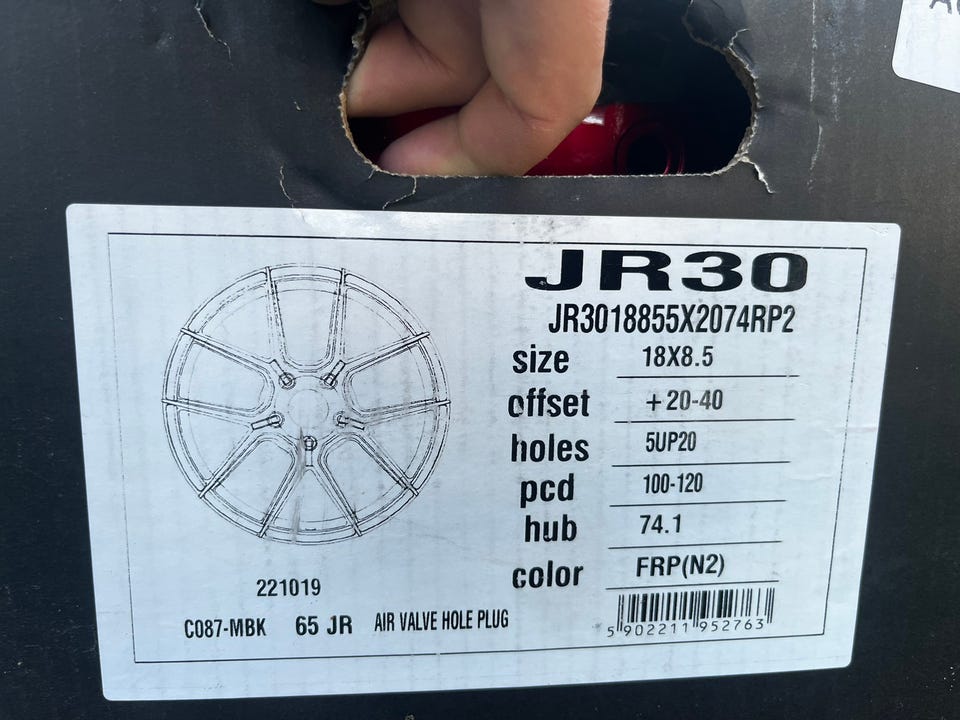 JR30
JR3018855X2074RP2
size 18X8.5
offset +20-40
holes 5UP20
pcd 100-120
hub 74.1
color FRP(N2)
221019
C087-MBK 65 JR AIR VALVE HOLE PLUG
5902211952763